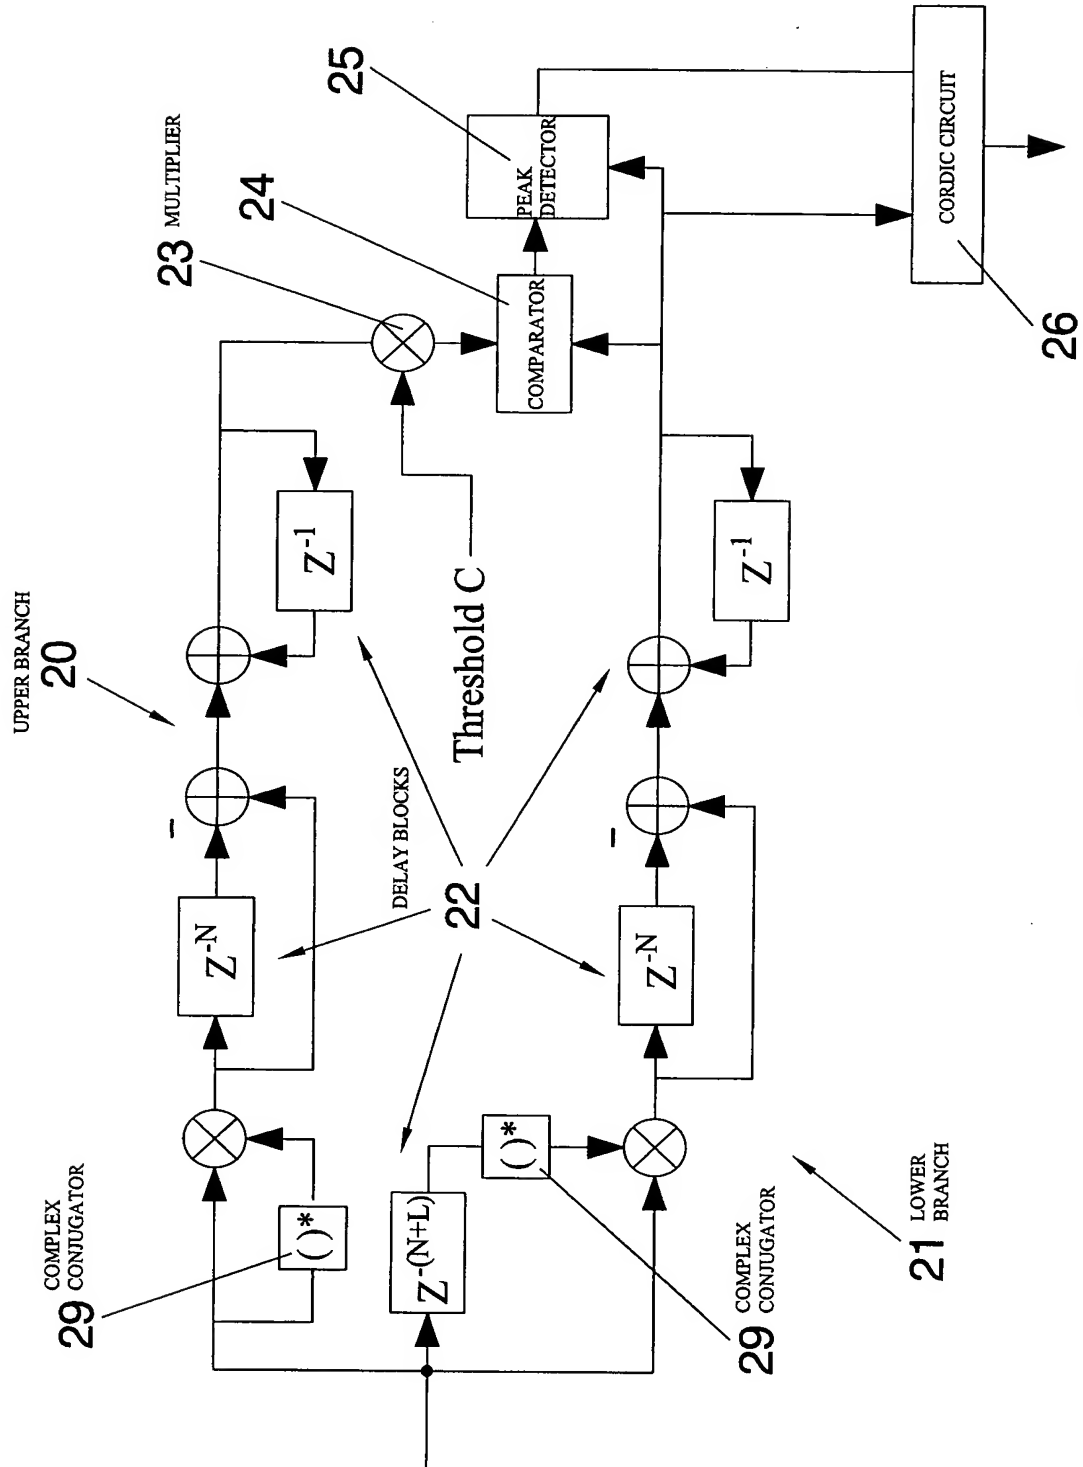 UPPER BRANCH
20
COMPLEX
CONJUGATOR
29
()*
Z-N
−
Z-1
23 MULTIPLIER
24
25
PEAK
DETECTOR
COMPARATOR
Threshold C
DELAY BLOCKS
22
Z-(N+L)
()*
COMPLEX
CONJUGATOR
29
Z-N
−
Z-1
21 LOWER
BRANCH
CORDIC CIRCUIT
26